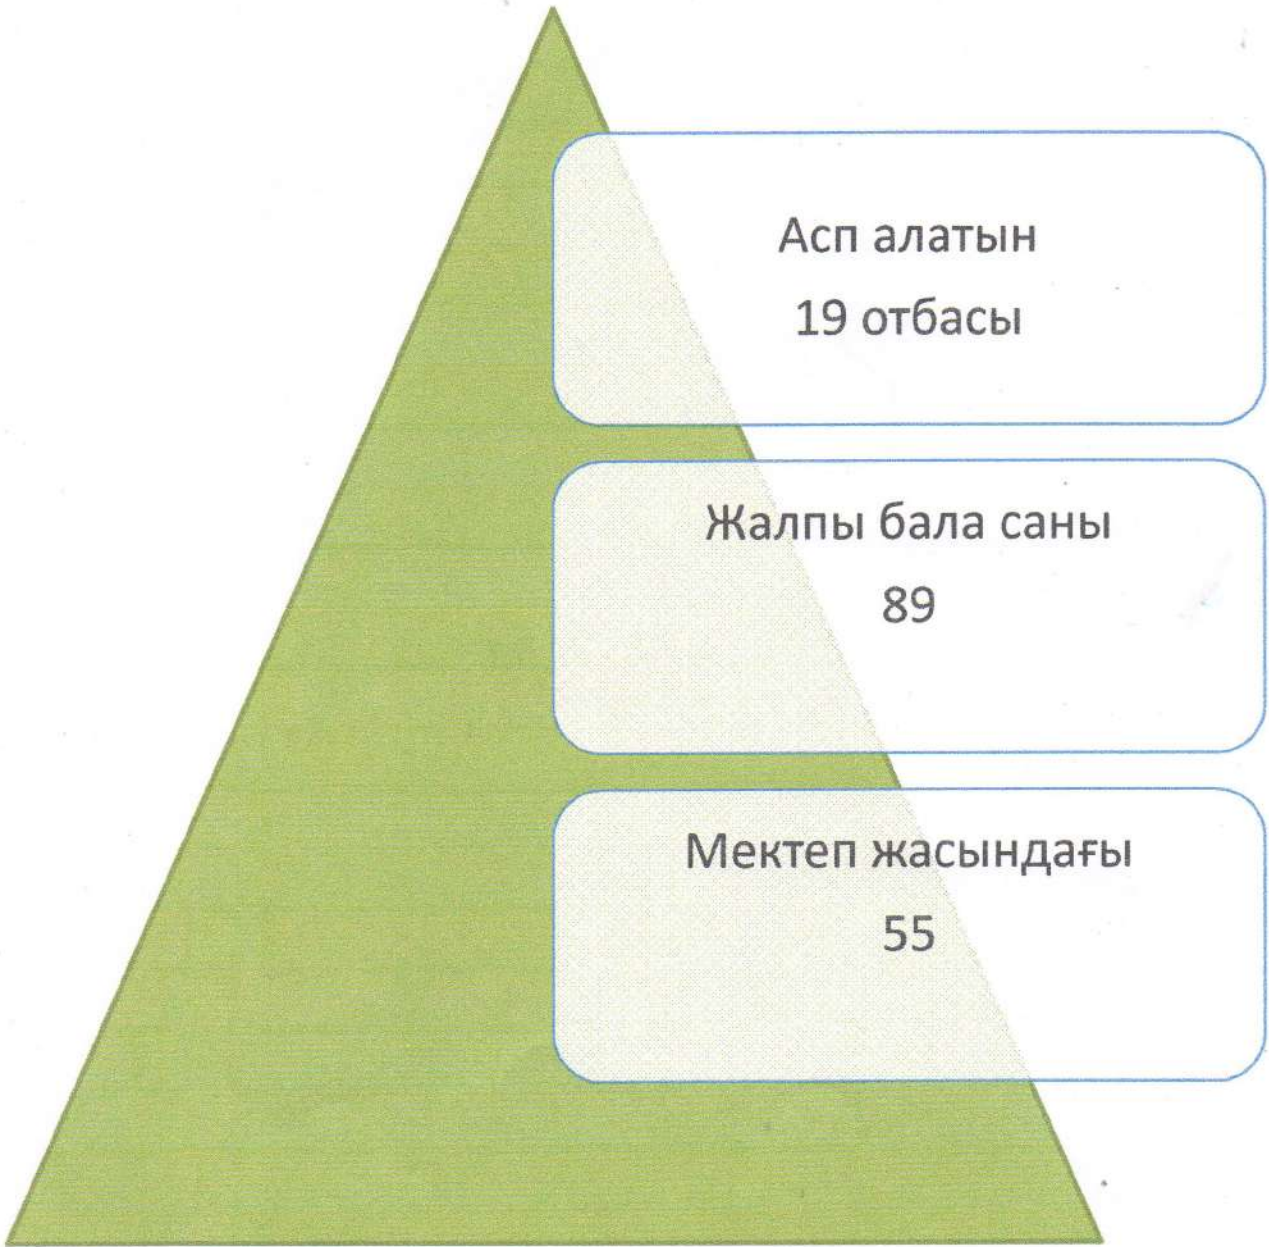 Асп алатын
19 отбасы
Жалпы бала саны
89
Мектеп жасындағы
55